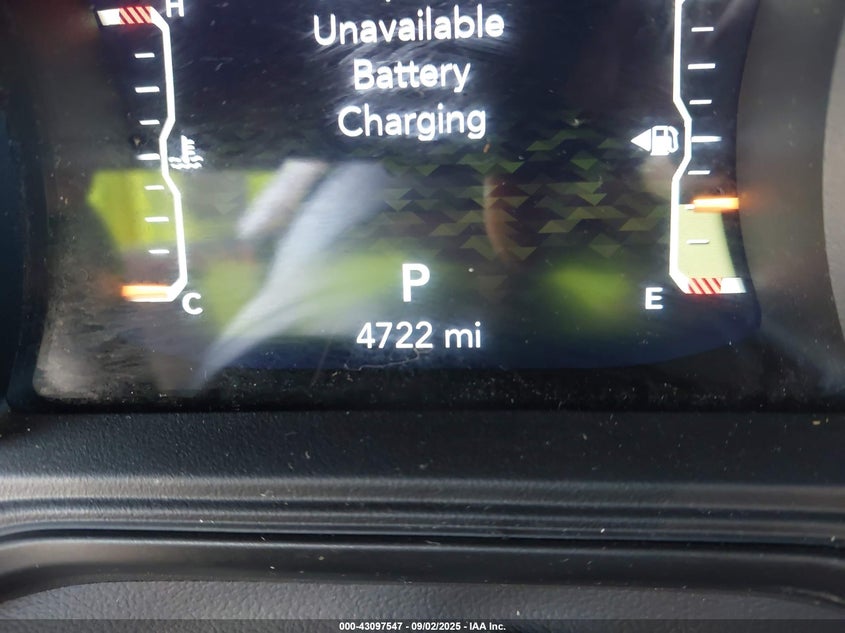 H
Unavailable
Battery
Charging
P
C
E
4722 mi
000-43097547 - 09/02/2025 - IAA Inc.